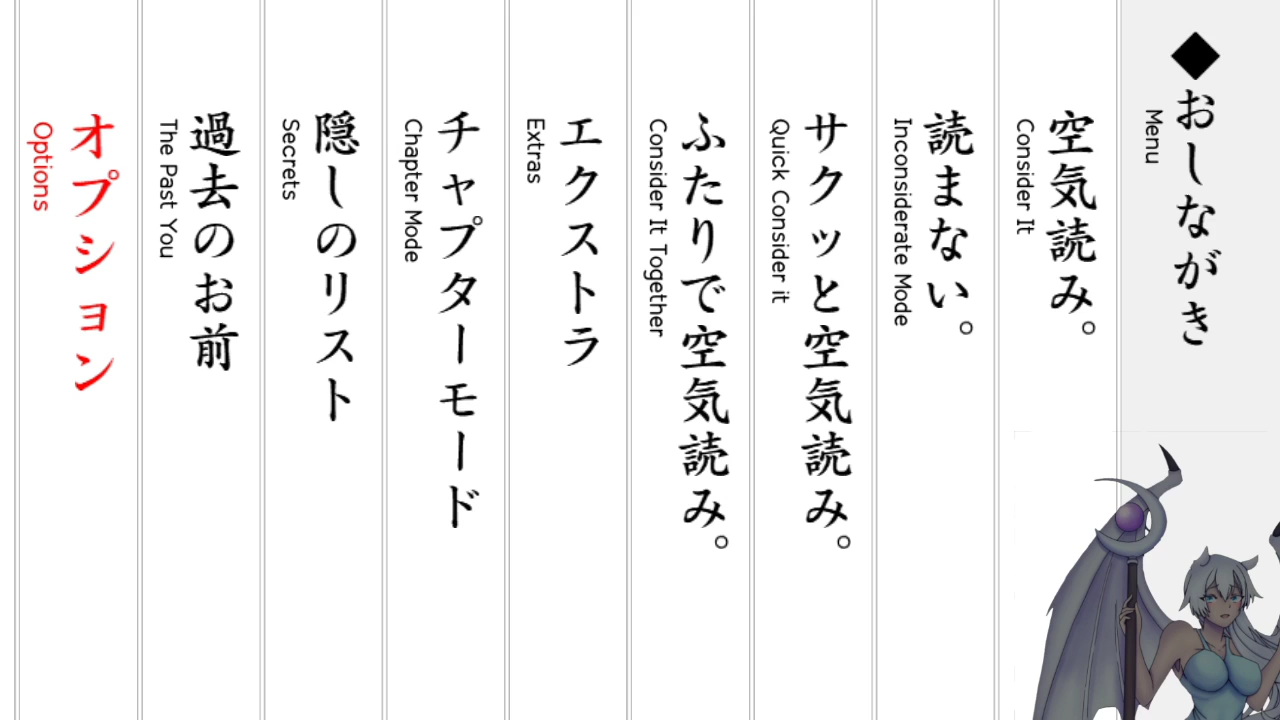 ◆おしながき
Menu
空気読み。
Consider It
読まない。
Inconsiderate Mode
サクッと空気読み。
Quick Consider it
ふたりで空気読み。
Consider It Together
エクストラ
Extras
チャプターモード
Chapter Mode
隠しのリスト
Secrets
過去のお前
The Past You
オプション
Options